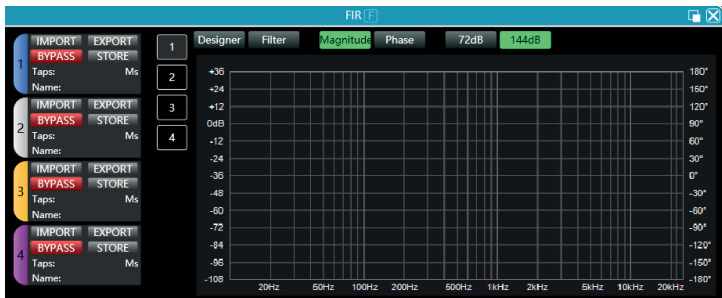 FIR F
IMPORT EXPORT
1 BYPASS STORE
Taps: Ms
Name:
IMPORT EXPORT
2 BYPASS STORE
Taps: Ms
Name:
IMPORT EXPORT
3 BYPASS STORE
Taps: Ms
Name:
IMPORT EXPORT
4 BYPASS STORE
Taps: Ms
Name:
1
2
3
4
Designer Filter Magnitude Phase 72dB 144dB
+36 180°
+24 150°
+12 120°
0dB 90°
-12 60°
-24 30°
-36 0°
-48 -30°
-60 -60°
-72 -90°
-84 -120°
-96 -150°
-108 -180°
20Hz 50Hz 100Hz 200Hz 500Hz 1kHz 2kHz 5kHz 10kHz 20kHz